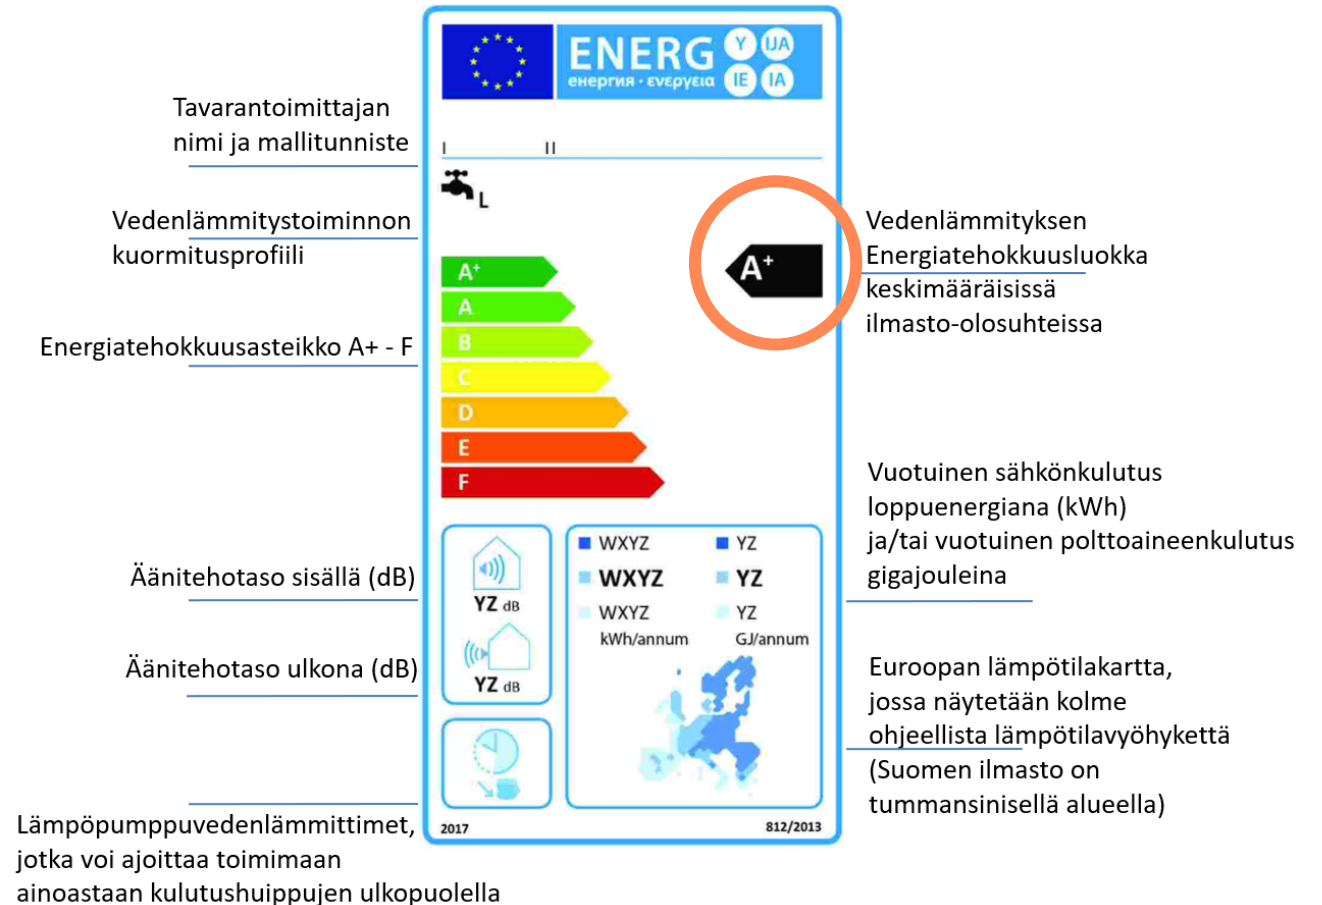 ENERG Y IJA
енергия · ενεργεια IE IA
Tavarantoimittajan
nimi ja mallitunniste
I II
L
Vedenlämmitystoiminnon
kuormitusprofiili
A+
Vedenlämmityksen
Energiatehokkuusluokka
keskimääräisissä
ilmasto-olosuhteissa
Energiatehokkuusasteikko A+ - F
A+
A
B
C
D
E
F
Vuotuinen sähkönkulutus
loppuenergiana (kWh)
ja/tai vuotuinen polttoaineenkulutus
gigajouleina
Äänitehotaso sisällä (dB)
YZ dB
Äänitehotaso ulkona (dB)
YZ dB
WXYZ YZ
WXYZ YZ
WXYZ YZ
kWh/annum GJ/annum
Euroopan lämpötilakartta,
jossa näytetään kolme
ohjeellista lämpötilavyöhykettä
(Suomen ilmasto on
tummansinisellä alueella)
Lämpöpumppuvedenlämmittimet,
jotka voi ajoittaa toimimaan
ainoastaan kulutushuippujen ulkopuolella
2017 812/2013